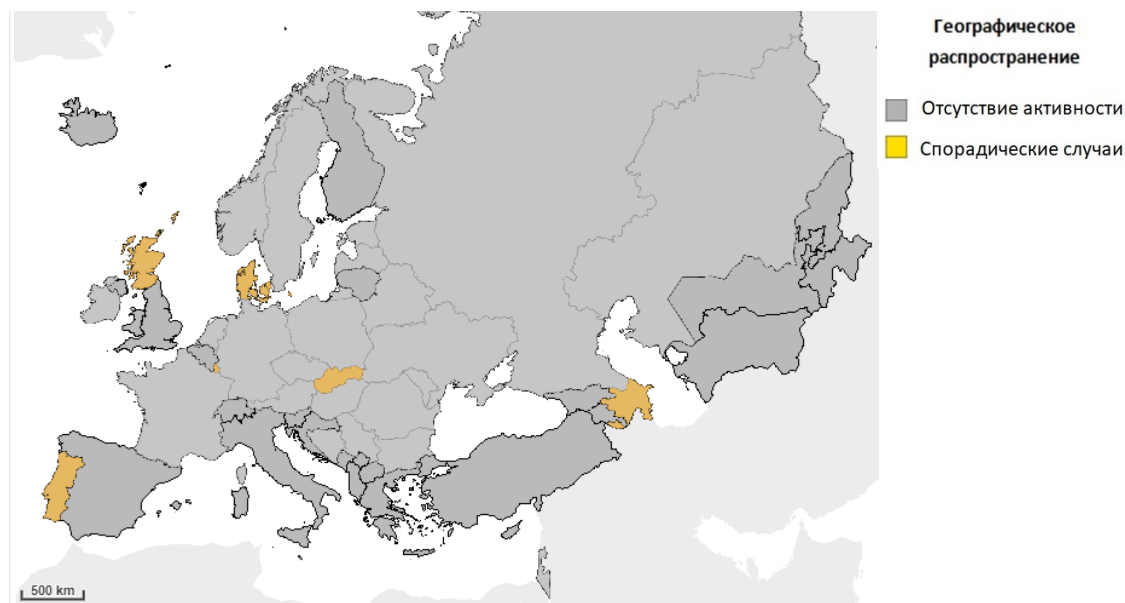 Географическое
распространение
Отсутствие активности
Спорадические случаи
500 km